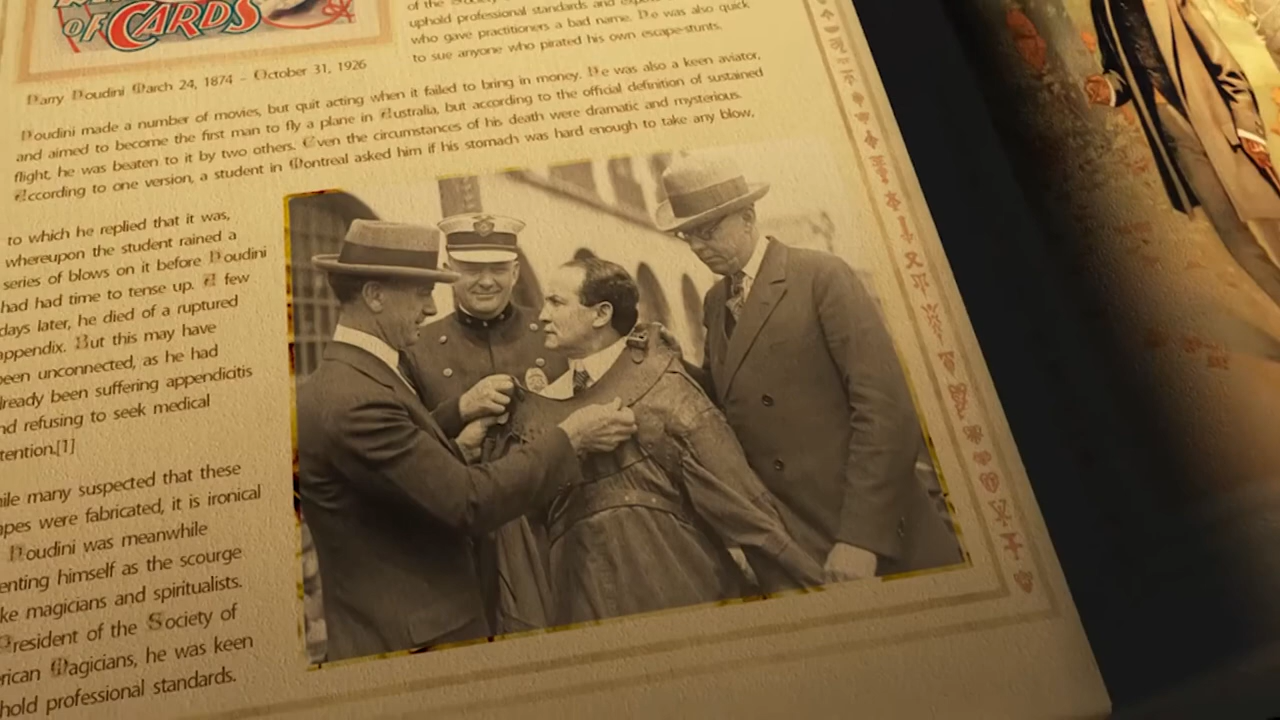 OF CARDS
of the Society
uphold professional standards and
who gave practitioners a bad name. He was also quick
to sue anyone who pirated his own escape-stunts.
Harry Houdini March 24, 1874 – October 31, 1926
Houdini made a number of movies, but quit acting when it failed to bring in money. He was also a keen aviator,
and aimed to become the first man to fly a plane in Australia, but according to the official definition of sustained
flight, he was beaten to it by two others. Even the circumstances of his death were dramatic and mysterious.
According to one version, a student in Montreal asked him if his stomach was hard enough to take any blow,
to which he replied that it was,
whereupon the student rained a
series of blows on it before Houdini
had had time to tense up. A few
days later, he died of a ruptured
appendix. But this may have
been unconnected, as he had
lready been suffering appendicitis
nd refusing to seek medical
tention.[1]
ile many suspected that these
apes were fabricated, it is ironical
Houdini was meanwhile
enting himself as the scourge
ke magicians and spiritualists.
President of the Society of
rican Magicians, he was keen
hold professional standards.